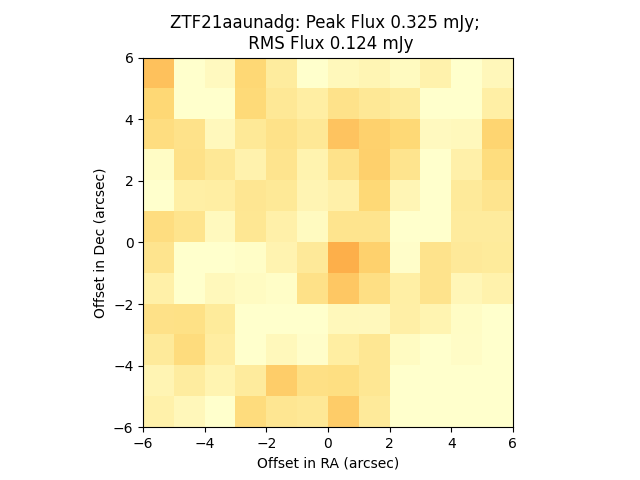 ZTF21aaunadg: Peak Flux 0.325 mJy;
RMS Flux 0.124 mJy
6
4
2
0
−2
−4
−6
Offset in Dec (arcsec)
−6 −4 −2 0 2 4 6
Offset in RA (arcsec)